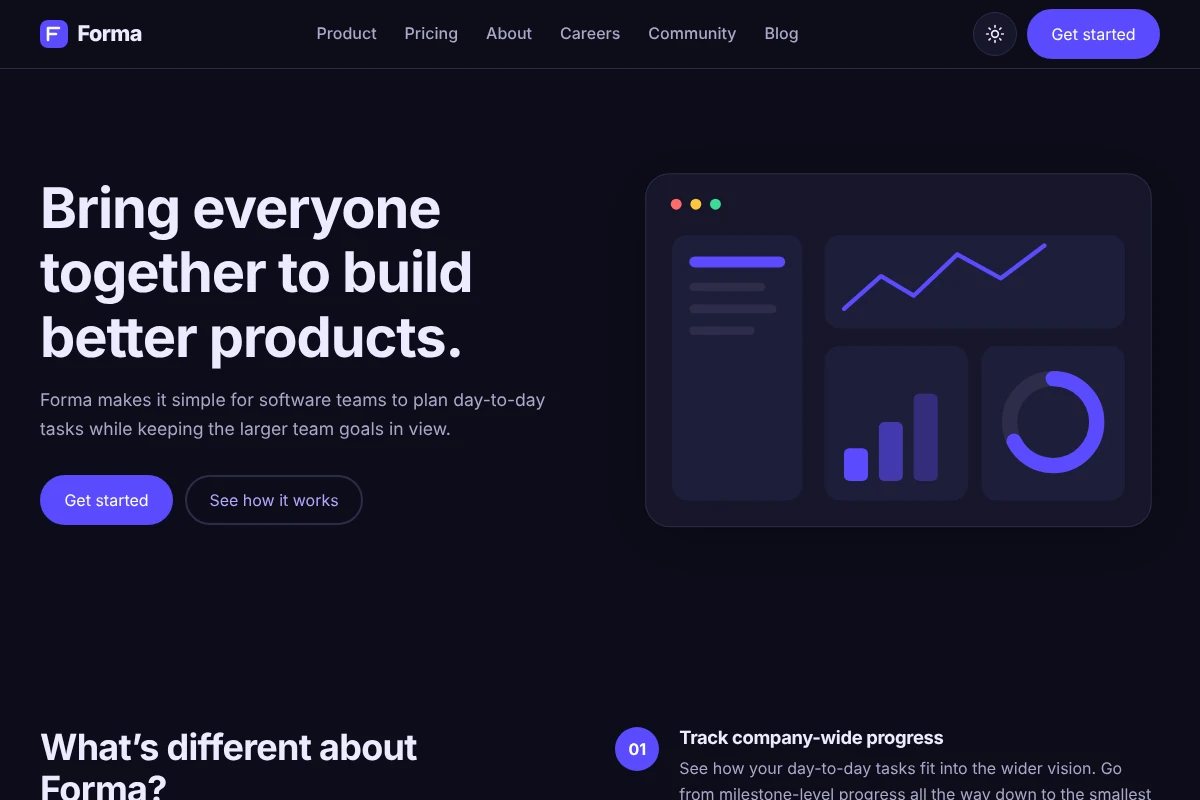 Forma
Product Pricing About Careers Community Blog
Get started
Bring everyone
together to build
better products.
Forma makes it simple for software teams to plan day-to-day
tasks while keeping the larger team goals in view.
Get started
See how it works
What’s different about
Forma?
01
Track company-wide progress
See how your day-to-day tasks fit into the wider vision. Go
from milestone-level progress all the way down to the smallest